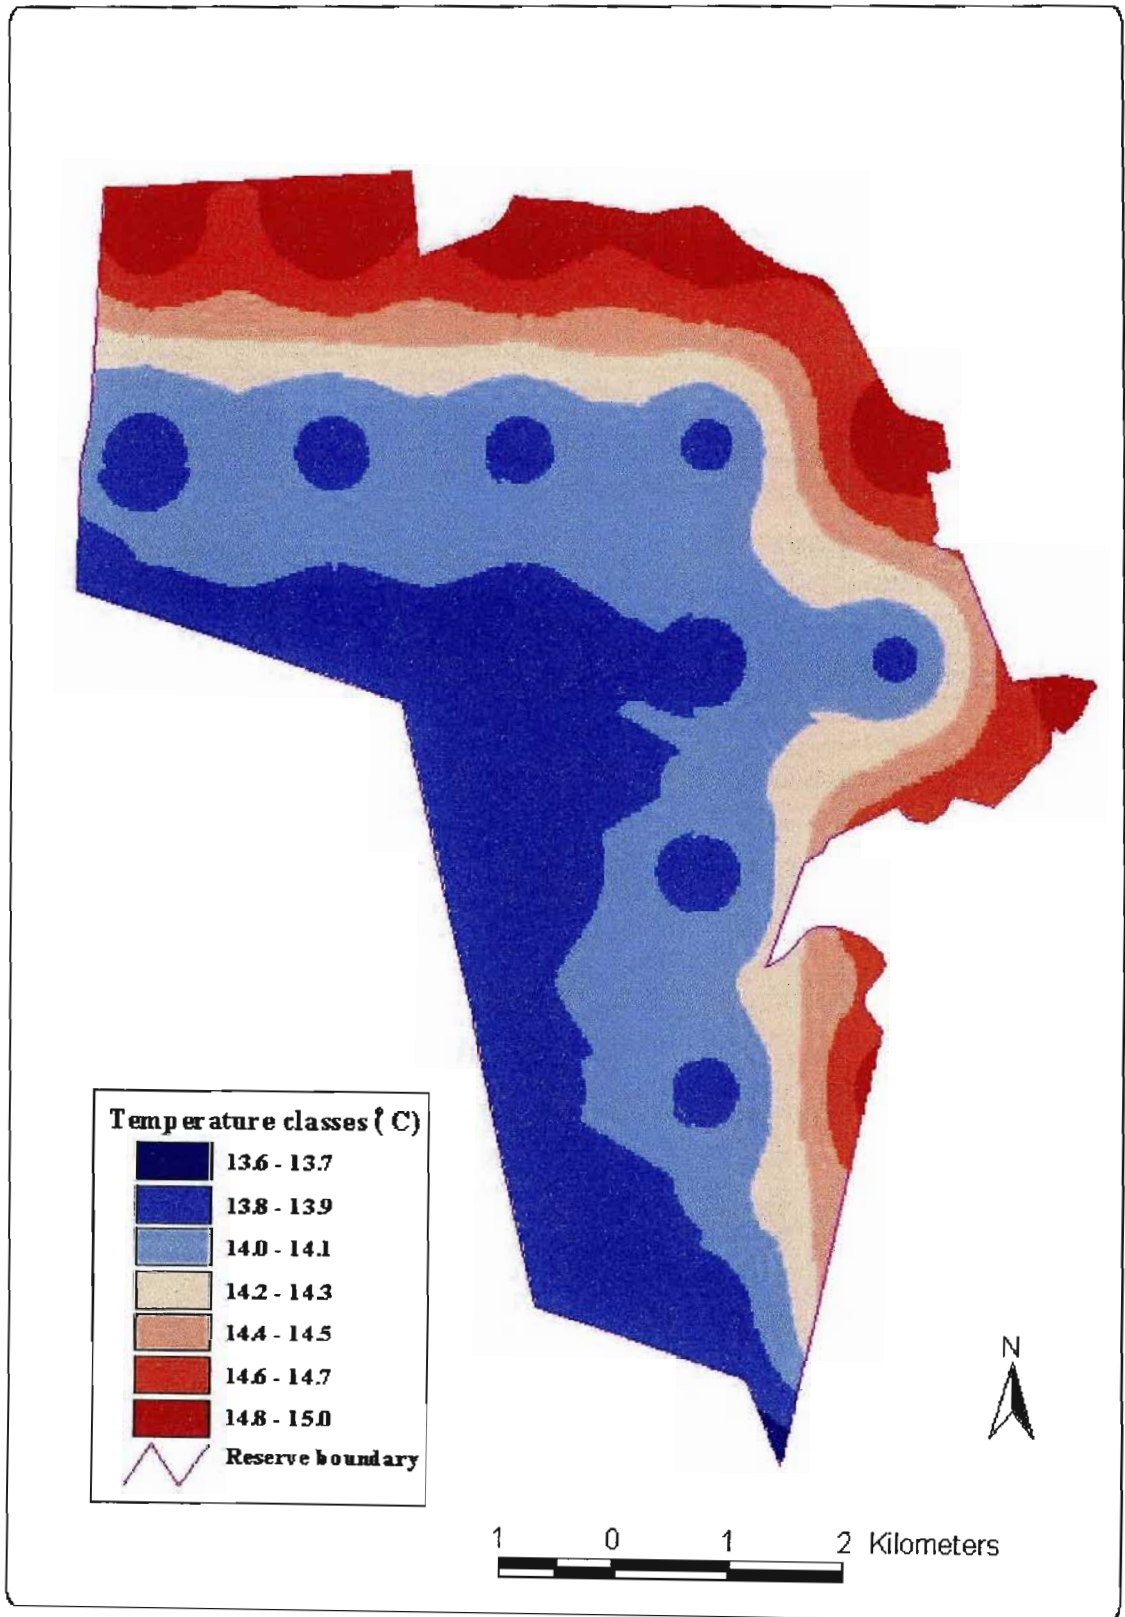 Temperature classes (° C)
13.6 - 13.7
13.8 - 13.9
14.0 - 14.1
14.2 - 14.3
14.4 - 14.5
14.6 - 14.7
14.8 - 15.0
Reserve boundary
N
1 0 1 2 Kilometers